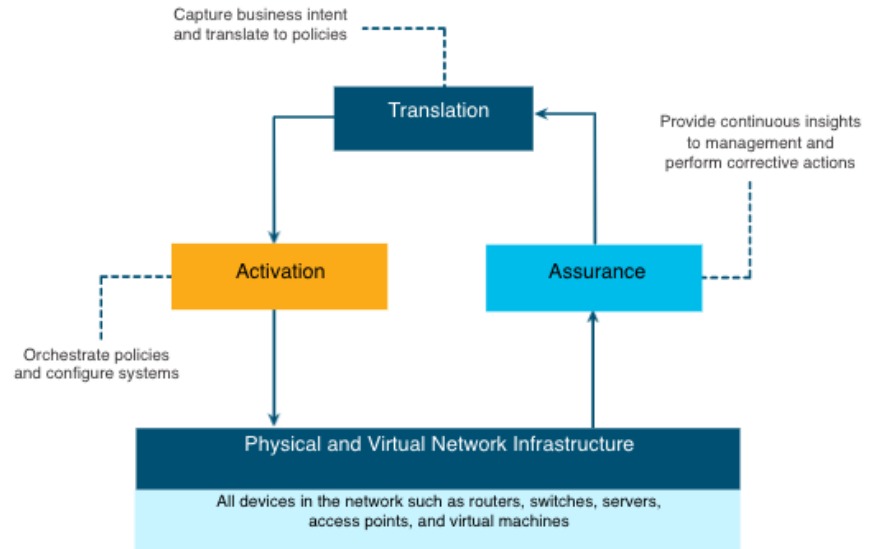 Capture business intent
and translate to policies
Translation
Provide continuous insights
to management and
perform corrective actions
Activation
Assurance
Orchestrate policies
and configure systems
Physical and Virtual Network Infrastructure
All devices in the network such as routers, switches, servers,
access points, and virtual machines